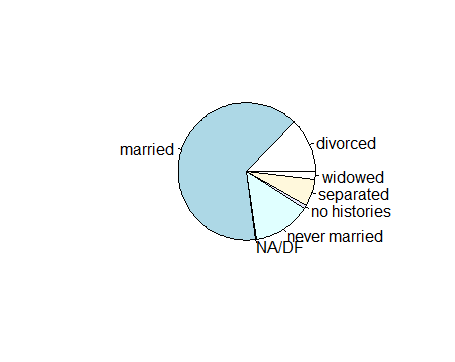 divorced
married
widowed
separated
no histories
never married
NA/DF